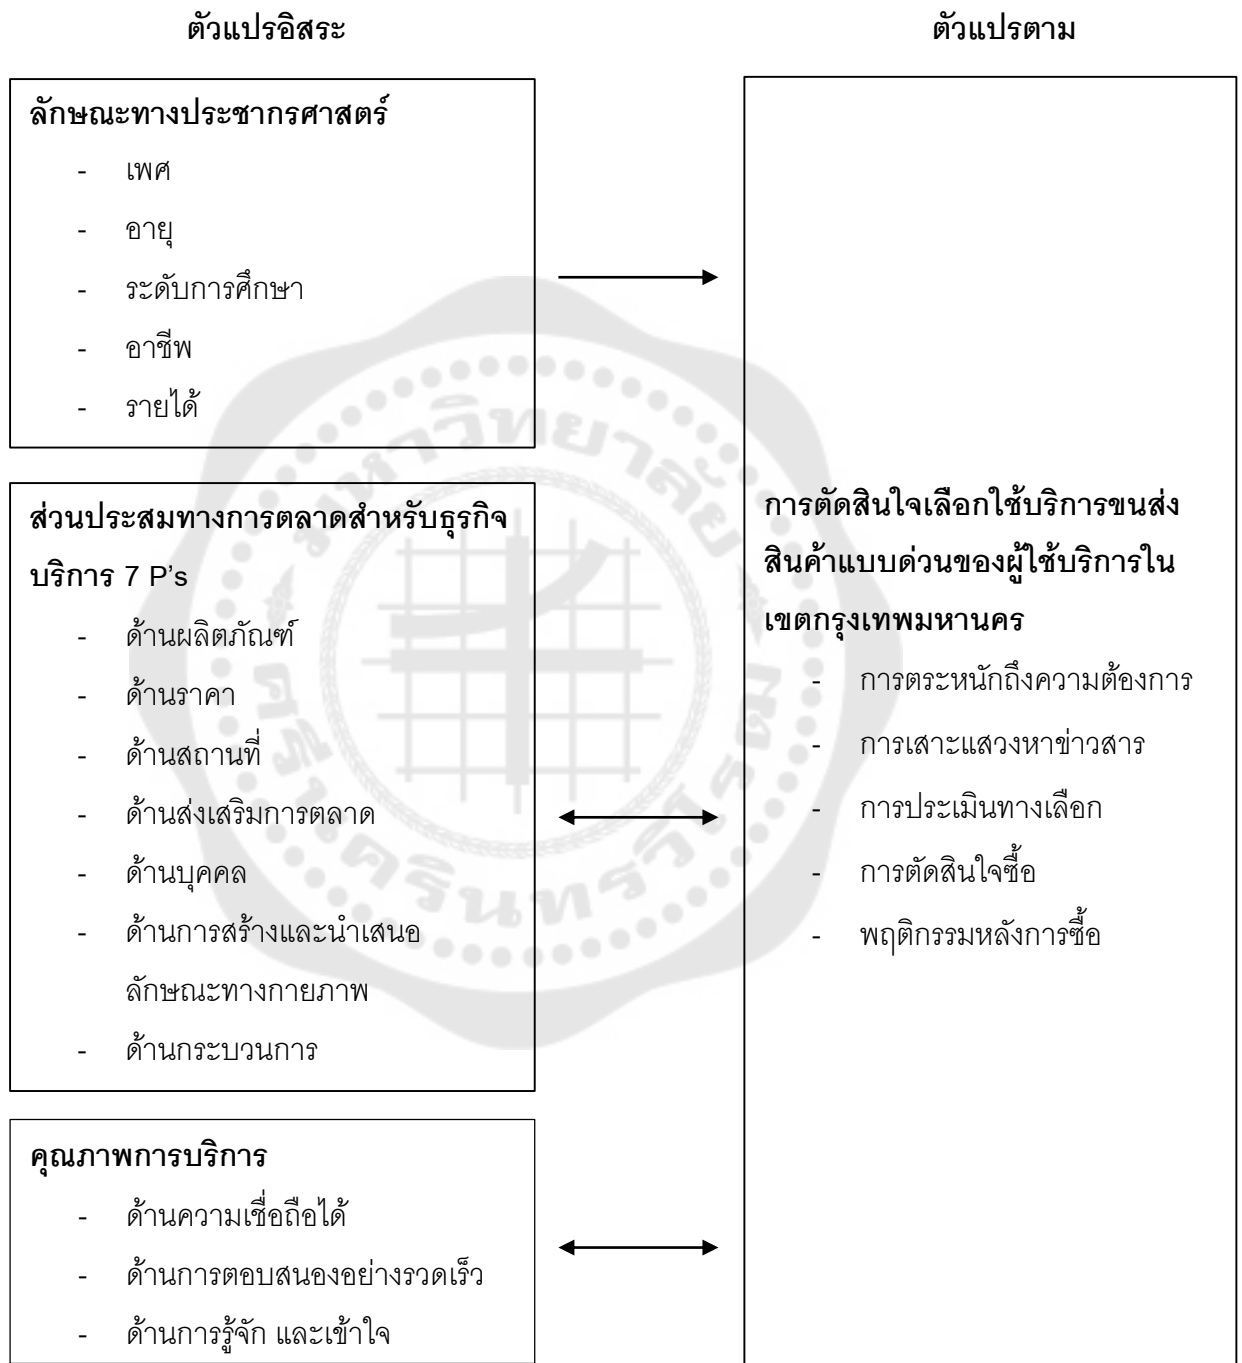 ตัวแปรอิสระ
ตัวแปรตาม
ลักษณะทางประชากรศาสตร์
- เพศ
- อายุ
- ระดับการศึกษา
- อาชีพ
- รายได้
ส่วนประสมทางการตลาดสำหรับธุรกิจ
บริการ 7 P’s
- ด้านผลิตภัณฑ์
- ด้านราคา
- ด้านสถานที่
- ด้านส่งเสริมการตลาด
- ด้านบุคคล
- ด้านการสร้างและนำเสนอ
ลักษณะทางกายภาพ
- ด้านกระบวนการ
คุณภาพการบริการ
- ด้านความเชื่อถือได้
- ด้านการตอบสนองอย่างรวดเร็ว
- ด้านการรู้จัก และเข้าใจ
การตัดสินใจเลือกใช้บริการขนส่ง
สินค้าแบบด่วนของผู้ใช้บริการใน
เขตกรุงเทพมหานคร
- การตระหนักถึงความต้องการ
- การเสาะแสวงหาข่าวสาร
- การประเมินทางเลือก
- การตัดสินใจซื้อ
- พฤติกรรมหลังการซื้อ
มหาวิทยาลัย
ศรีนครินทรวิโรฒ